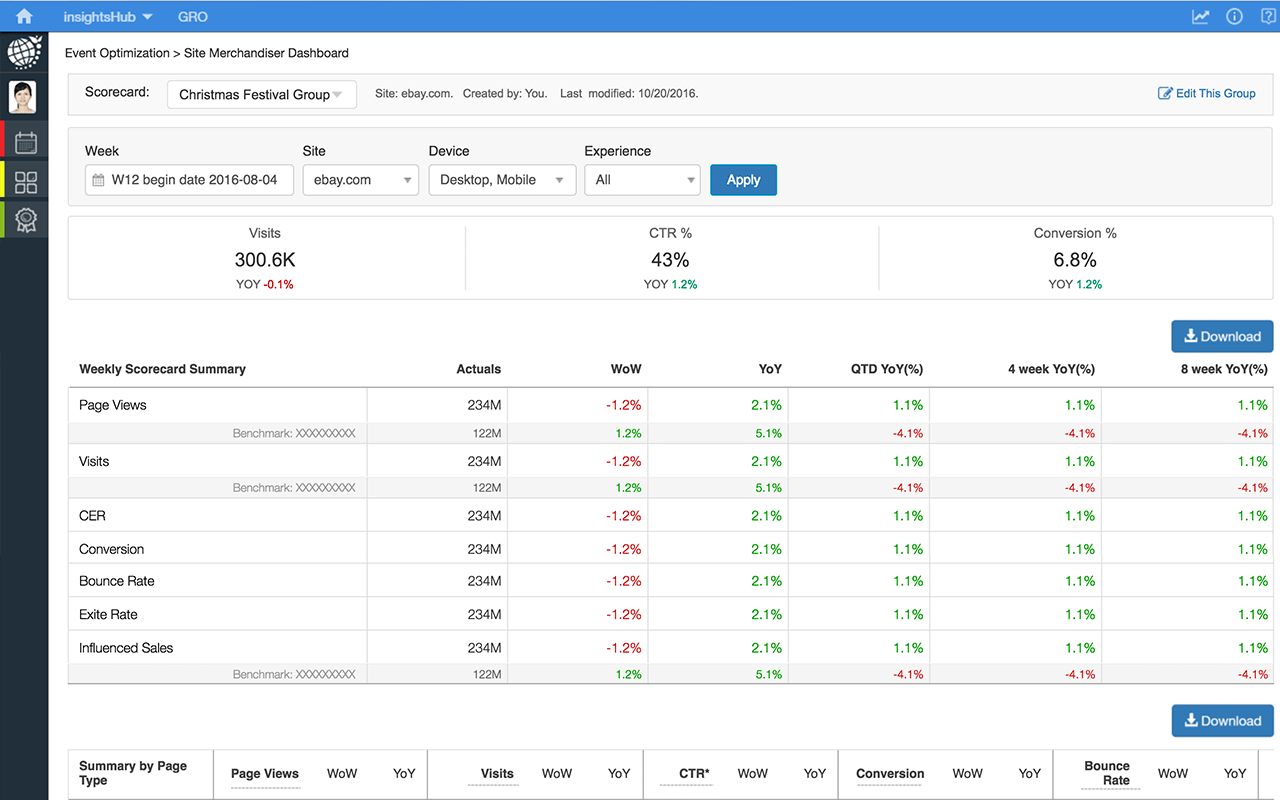 insightsHub GRO
Event Optimization > Site Merchandiser Dashboard
Scorecard: Christmas Festival Group Site: ebay.com. Created by: You. Last modified: 10/20/2016. Edit This Group
Week Site Device Experience
W12 begin date 2016-08-04 ebay.com Desktop, Mobile All Apply
Visits CTR % Conversion %
300.6K 43% 6.8%
YOY -0.1% YOY 1.2% YOY 1.2%
Download
Weekly Scorecard Summary Actuals WoW YoY QTD YoY(%) 4 week YoY(%) 8 week YoY(%)
Page Views 234M -1.2% 2.1% 1.1% 1.1% 1.1%
Benchmark: XXXXXXXXX 122M 1.2% 5.1% -4.1% -4.1% -4.1%
Visits 234M -1.2% 2.1% 1.1% 1.1% 1.1%
Benchmark: XXXXXXXXX 122M 1.2% 5.1% -4.1% -4.1% -4.1%
CER 234M -1.2% 2.1% 1.1% 1.1% 1.1%
Conversion 234M -1.2% 2.1% 1.1% 1.1% 1.1%
Bounce Rate 234M -1.2% 2.1% 1.1% 1.1% 1.1%
Exite Rate 234M -1.2% 2.1% 1.1% 1.1% 1.1%
Influenced Sales 234M -1.2% 2.1% 1.1% 1.1% 1.1%
Benchmark: XXXXXXXXX 122M 1.2% 5.1% -4.1% -4.1% -4.1%
Download
Summary by Page Type Page Views WoW YoY Visits WoW YoY CTR* WoW YoY Conversion WoW YoY Bounce Rate WoW YoY